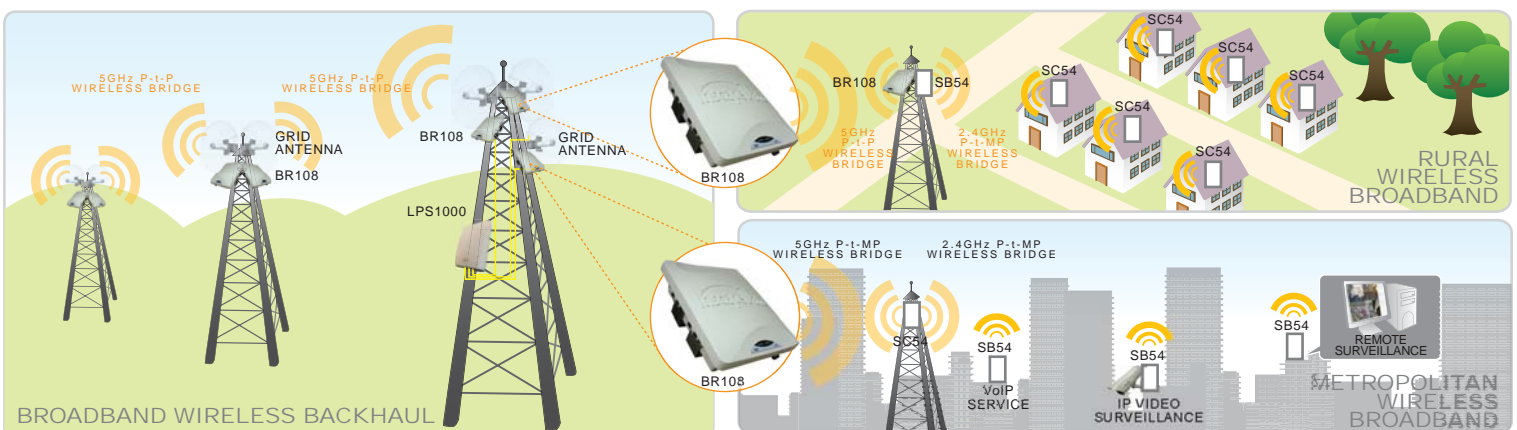 5GHz P-t-P
WIRELESS BRIDGE
5GHz P-t-P
WIRELESS BRIDGE
GRID
ANTENNA
BR108
BR108
GRID
ANTENNA
LPS1000
BROADBAND WIRELESS BACKHAUL
BR108
BR108
BR108
SB54
5GHz
P-t-P
WIRELESS
BRIDGE
2.4GHz
P-t-MP
WIRELESS
BRIDGE
SC54
SC54
SC54
SC54
SC54
SC54
RURAL
WIRELESS
BROADBAND
5GHz P-t-MP
WIRELESS BRIDGE
2.4GHz P-t-MP
WIRELESS BRIDGE
SC54
SB54
VoIP
SERVICE
SB54
IP VIDEO
SURVEILLANCE
SB54
REMOTE
SURVEILLANCE
METROPOLITAN
WIRELESS
BROADBAND